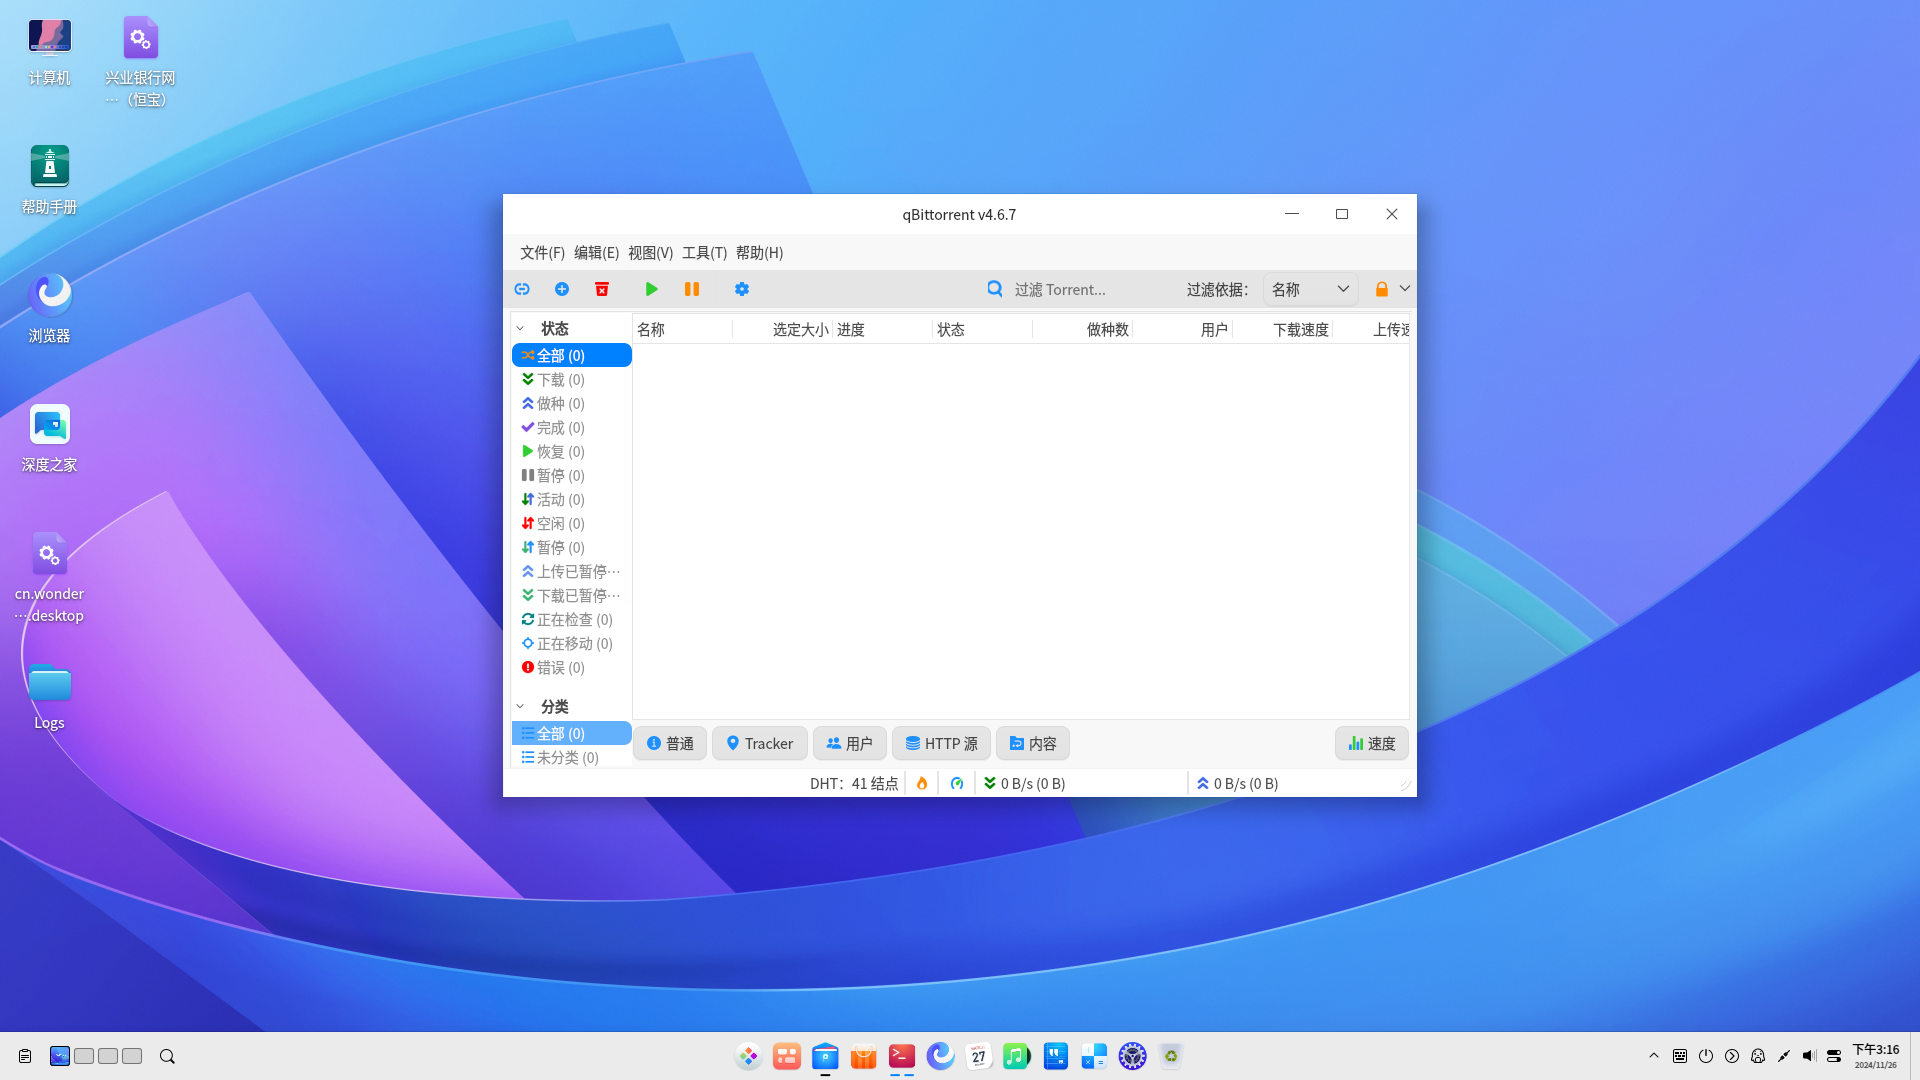 计算机
兴业银行网
…（恒宝）
帮助手册
浏览器
深度之家
cn.wonder
….desktop
Logs
qBittorrent v4.6.7
文件(F) 编辑(E) 视图(V) 工具(T) 帮助(H)
过滤 Torrent...
过滤依据：
名称
状态
全部 (0)
下载 (0)
做种 (0)
完成 (0)
恢复 (0)
暂停 (0)
活动 (0)
空闲 (0)
暂停 (0)
上传已暂停…
下载已暂停…
正在检查 (0)
正在移动 (0)
错误 (0)
分类
全部 (0)
未分类 (0)
名称 选定大小 进度 状态 做种数 用户 下载速度 上传速
普通 Tracker 用户 HTTP 源 内容 速度
DHT：41 结点 0 B/s (0 B) 0 B/s (0 B)
27
下午3:16
2024/11/26